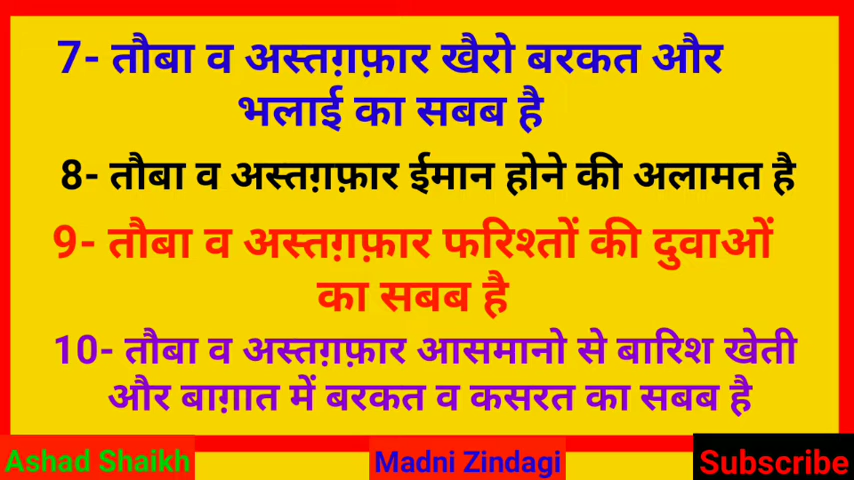 7- तौबा व अस्तग़फ़ार खैरो बरकत और
भलाई का सबब है
8- तौबा व अस्तग़फ़ार ईमान होने की अलामत है
9- तौबा व अस्तग़फ़ार फरिश्तों की दुवाओं
का सबब है
10- तौबा व अस्तग़फ़ार आसमानो से बारिश खेती
और बाग़ात में बरकत व कसरत का सबब है
Ashad Shaikh
Madni Zindagi
Subscribe